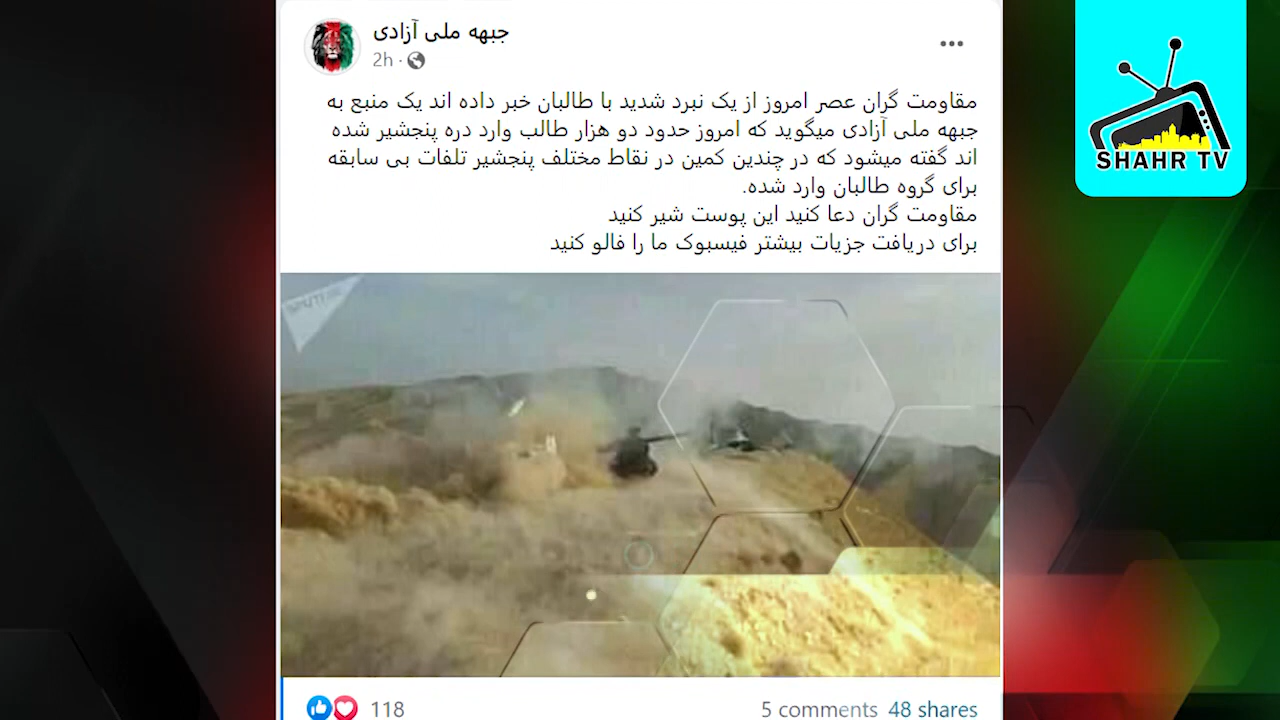 جبهه ملی آزادی
2h ·
مقاومت گران عصر امروز از یک نبرد شدید با طالبان خبر داده اند یک منبع به
جبهه ملی آزادی میگوید که امروز حدود دو هزار طالب وارد دره پنجشیر شده
اند گفته میشود که در چندین کمین در نقاط مختلف پنجشیر تلفات بی سابقه
برای گروه طالبان وارد شده.
مقاومت گران دعا کنید این پوست شیر کنید
برای دریافت جزیات بیشتر فیسبوک ما را فالو کنید
118
5 comments 48 shares
SHAHR TV